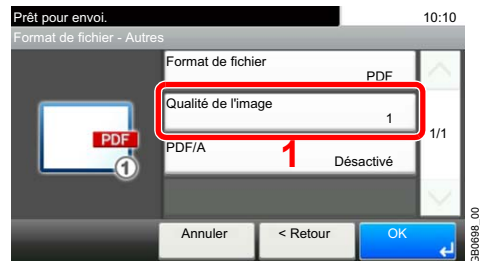 Prêt pour envoi.
10:10
Format de fichier - Autres
Format de fichier
PDF
Qualité de l'image
1
1/1
PDF
1
PDF/A
1
Désactivé
Annuler
< Retour
OK
GB0698_00